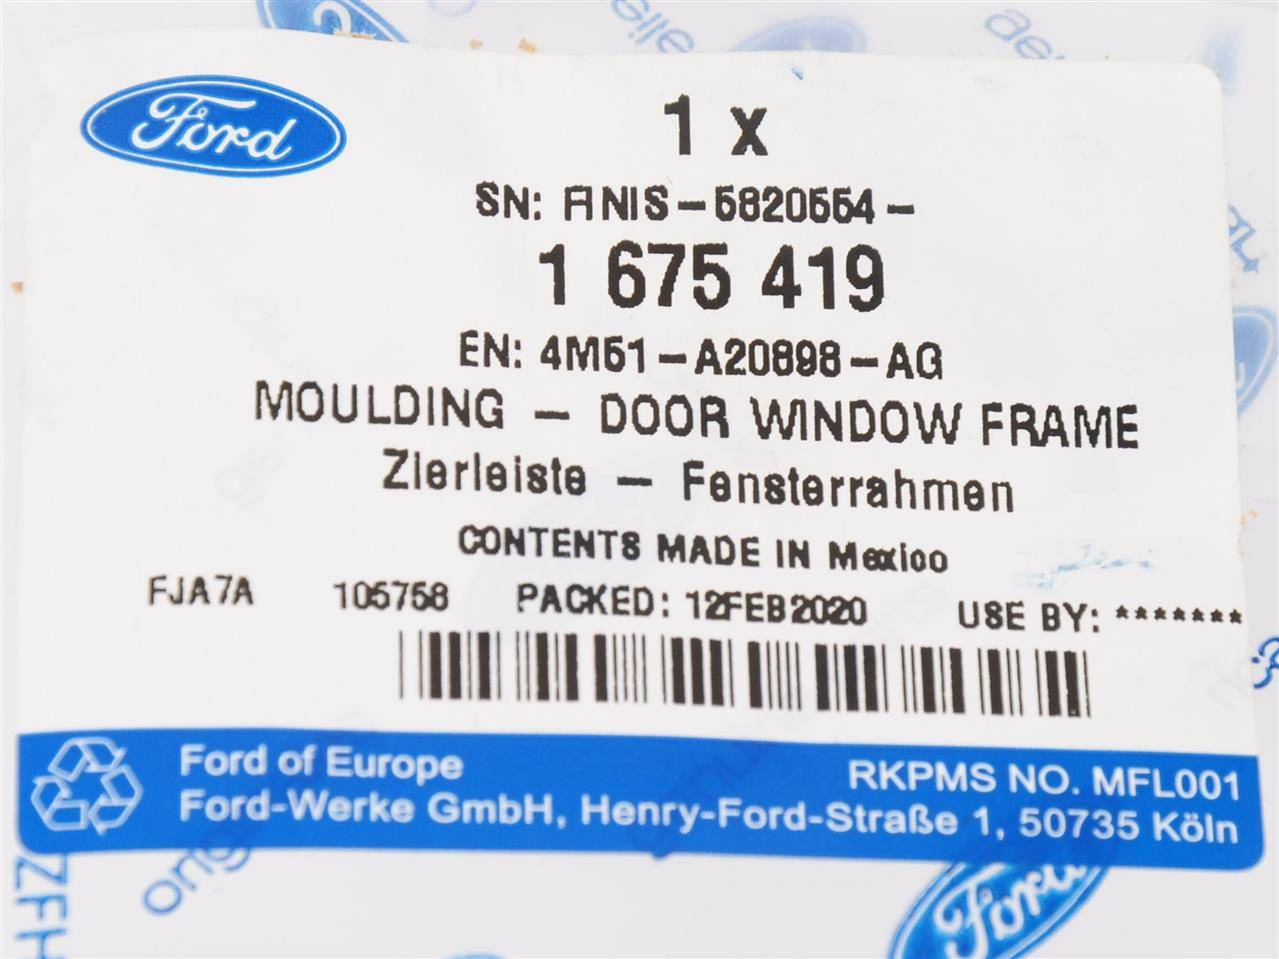 Ford
1 x
SN: FINIS-5820554-
1 675 419
EN: 4M51-A20898-AG
MOULDING - DOOR WINDOW FRAME
Zierleiste - Fensterrahmen
CONTENTS MADE IN Mexico
FJA7A 105758 PACKED: 12FEB2020 USE BY: *******
Ford of Europe
RKPMS NO. MFL001
Ford-Werke GmbH, Henry-Ford-Straße 1, 50735 Köln
Ford